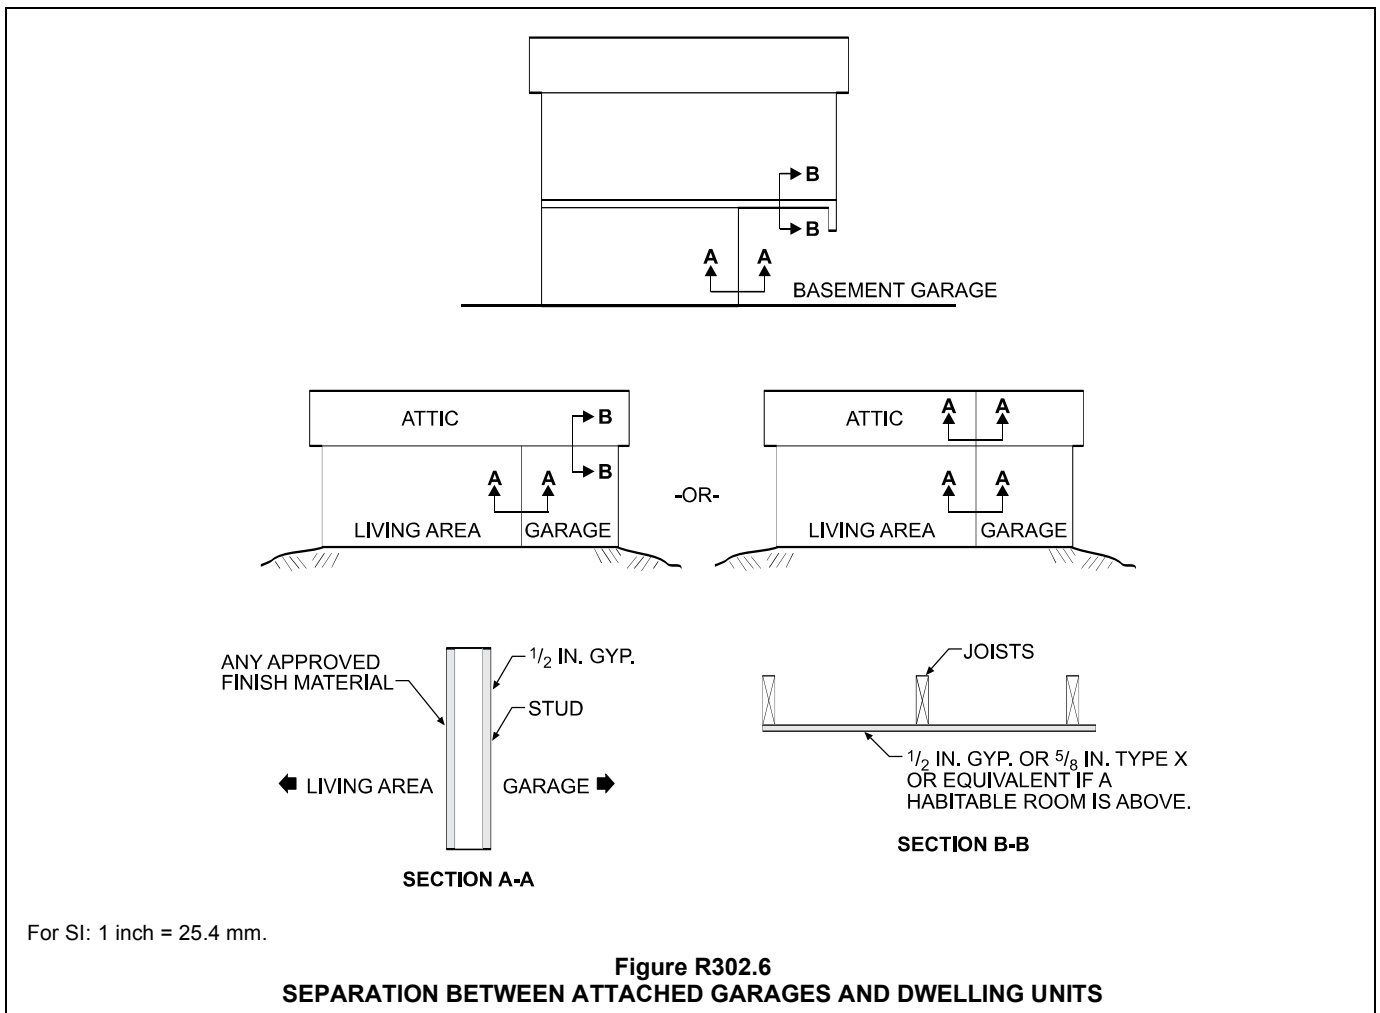 B
B
A A
BASEMENT GARAGE
ATTIC
B
B
A A
LIVING AREA GARAGE
-OR-
ATTIC
A A
A A
LIVING AREA GARAGE
ANY APPROVED
FINISH MATERIAL
1/2 IN. GYP.
STUD
LIVING AREA
GARAGE
SECTION A-A
JOISTS
1/2 IN. GYP. OR 5/8 IN. TYPE X
OR EQUIVALENT IF A
HABITABLE ROOM IS ABOVE.
SECTION B-B
For SI: 1 inch = 25.4 mm.
Figure R302.6
SEPARATION BETWEEN ATTACHED GARAGES AND DWELLING UNITS